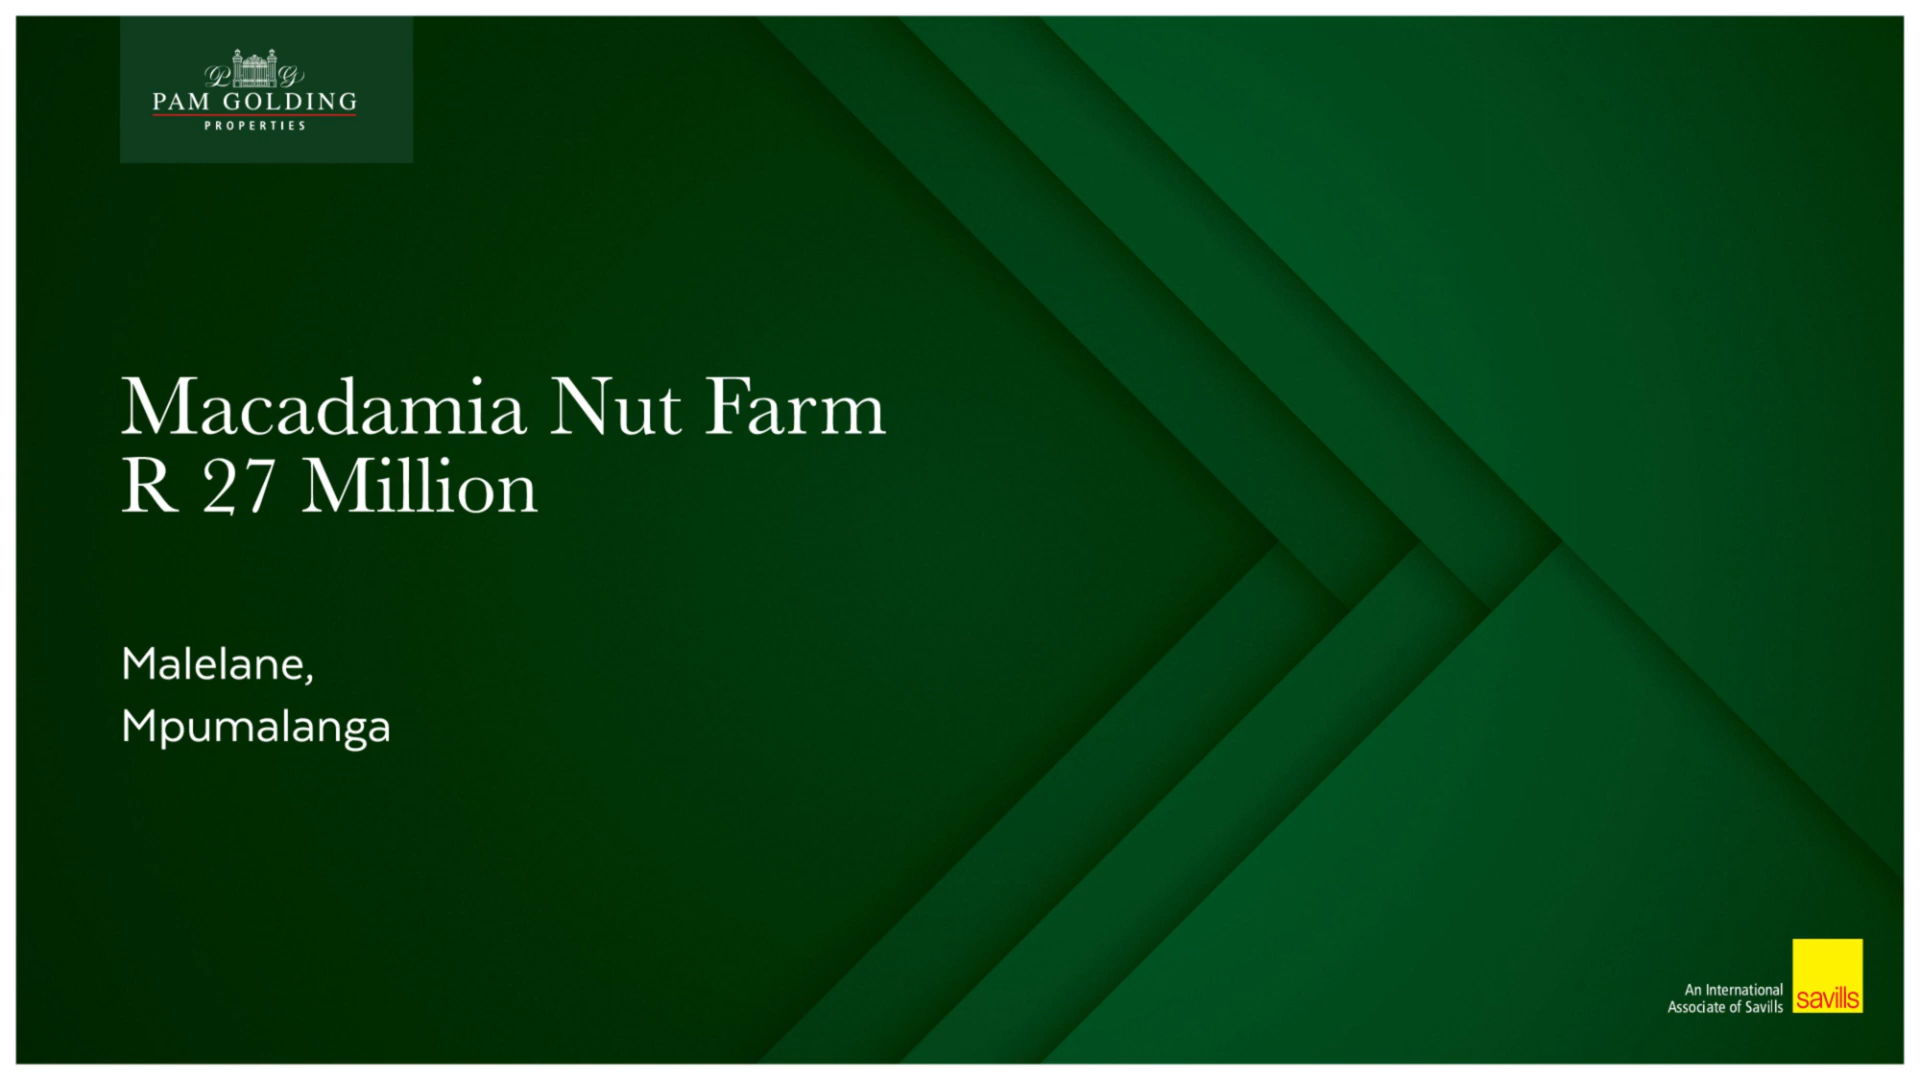 P G
PAM GOLDING
PROPERTIES
Macadamia Nut Farm
R 27 Million
Malelane,
Mpumalanga
An International
Associate of Savills
savills